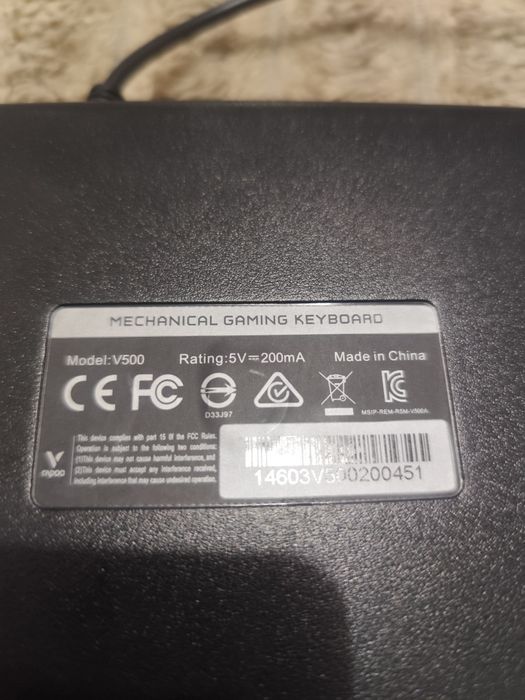 MECHANICAL GAMING KEYBOARD
Model:V500 Rating:5V⎓200mA Made in China
CE FC
D33J97
MSIP-REM-RSM-V500A
rapoo
This device complies with part 15 0f the FCC Rules.
Operation is subject to the following two conditions:
(1)This device may not cause harmful interference, and
(2)This device must accept any interference received,
including interference that may cause undesired operation.
14603V500200451